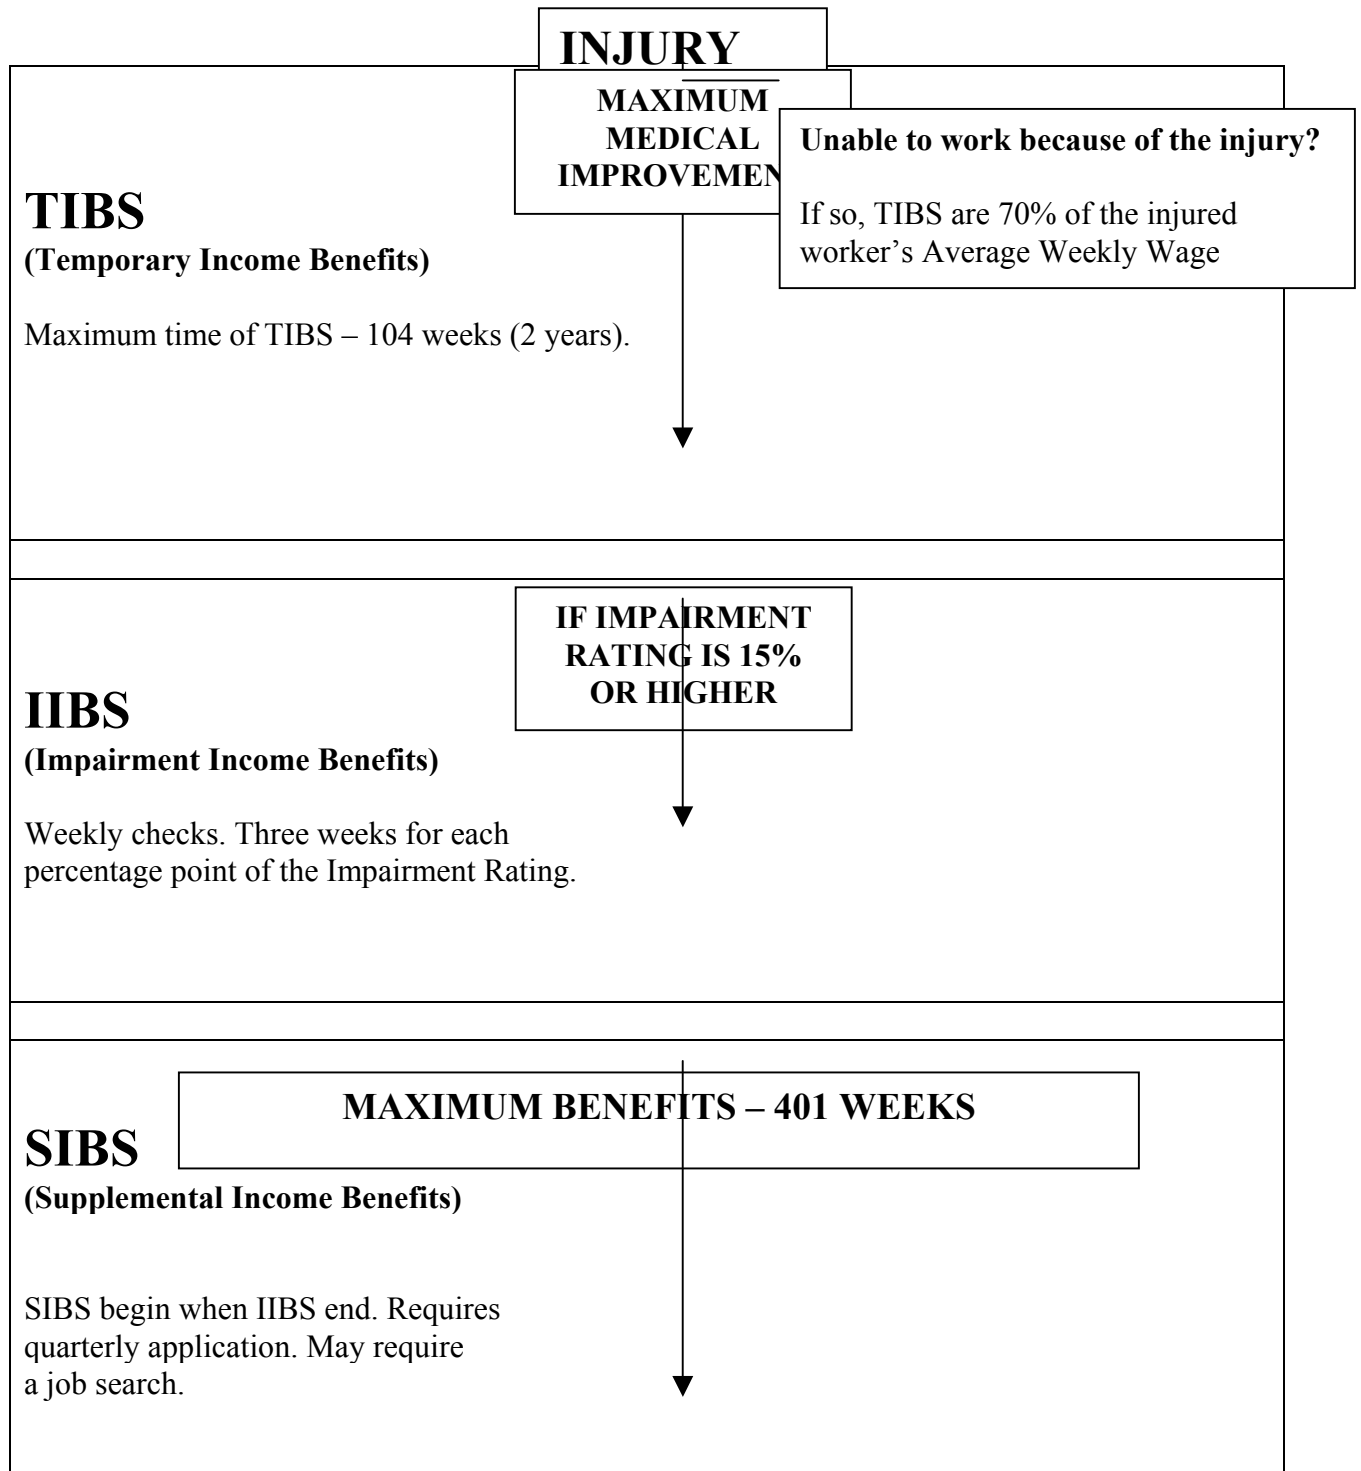 INJURY
MAXIMUM
MEDICAL
IMPROVEMEN
Unable to work because of the injury?
If so, TIBS are 70% of the injured
worker’s Average Weekly Wage
TIBS
(Temporary Income Benefits)
Maximum time of TIBS – 104 weeks (2 years).
IF IMPAIRMENT
RATING IS 15%
OR HIGHER
IIBS
(Impairment Income Benefits)
Weekly checks. Three weeks for each
percentage point of the Impairment Rating.
MAXIMUM BENEFITS – 401 WEEKS
SIBS
(Supplemental Income Benefits)
SIBS begin when IIBS end. Requires
quarterly application. May require
a job search.